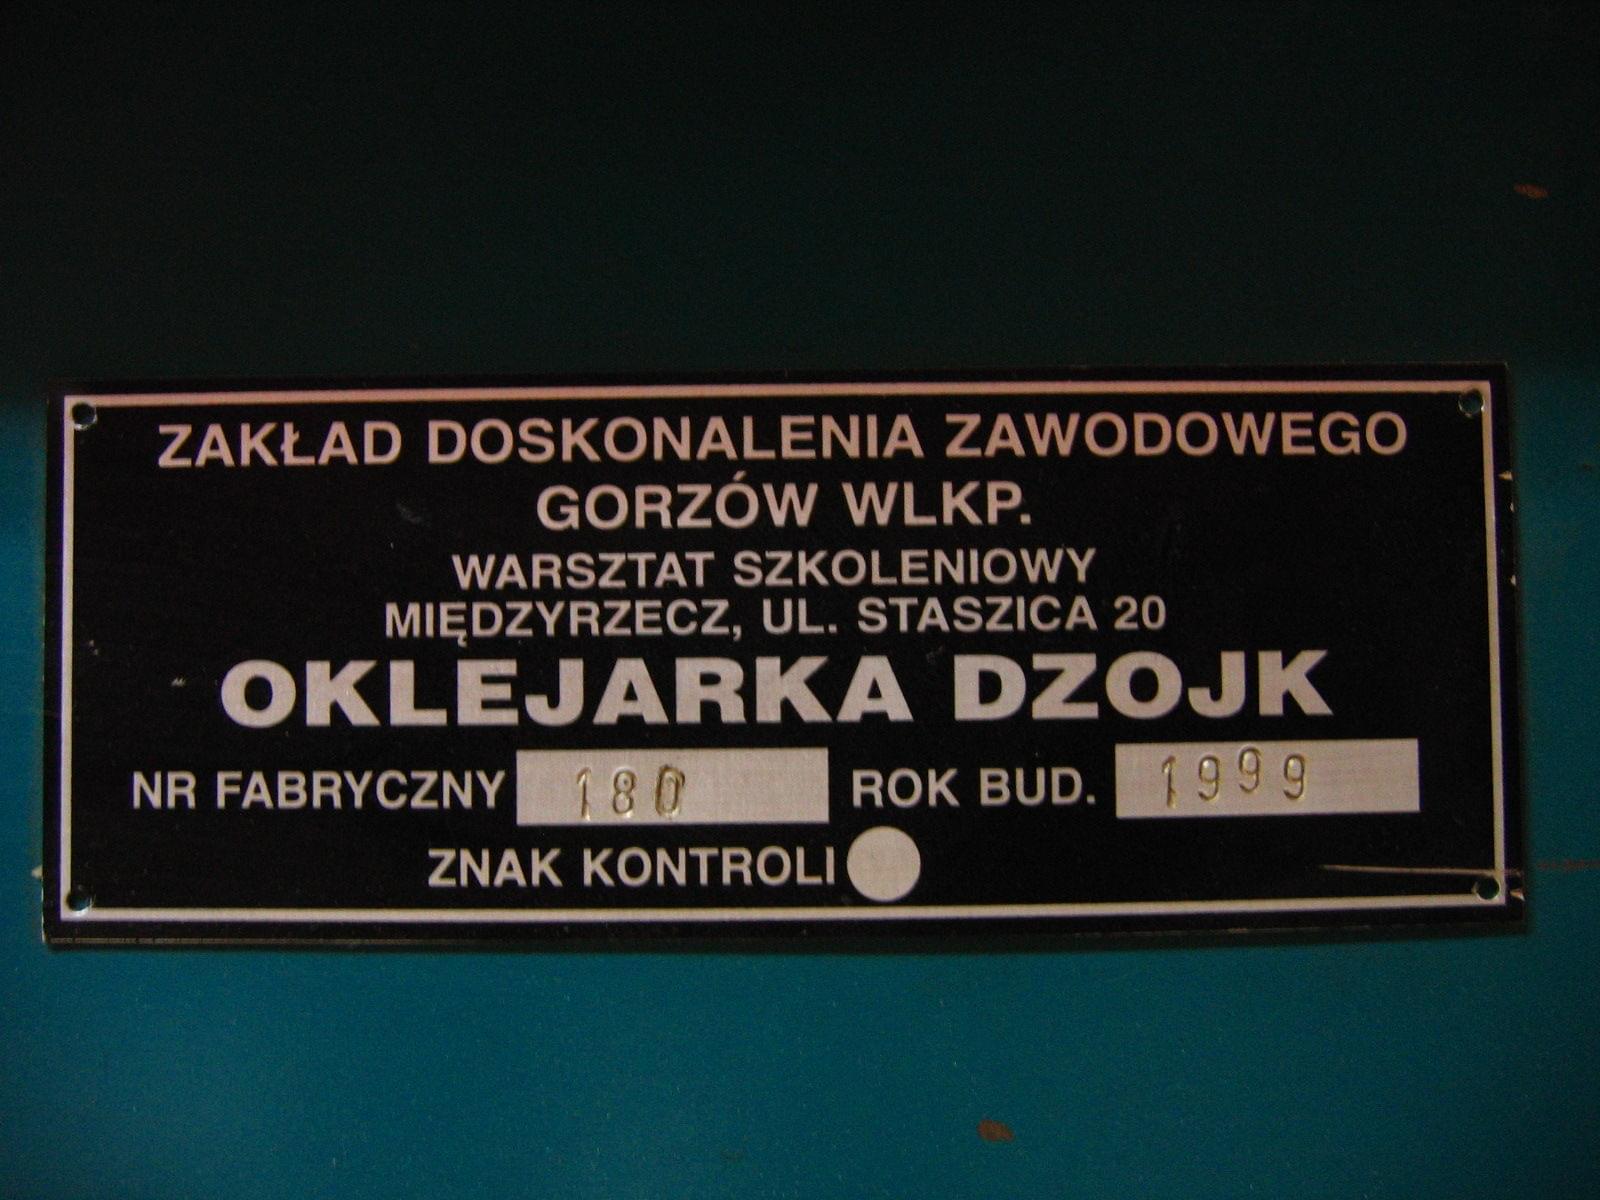 ZAKŁAD DOSKONALENIA ZAWODOWEGO
GORZÓW WLKP.
WARSZTAT SZKOLENIOWY
MIĘDZYRZECZ, UL. STASZICA 20
OKLEJARKA DZOJK
NR FABRYCZNY 180 ROK BUD. 1999
ZNAK KONTROLI